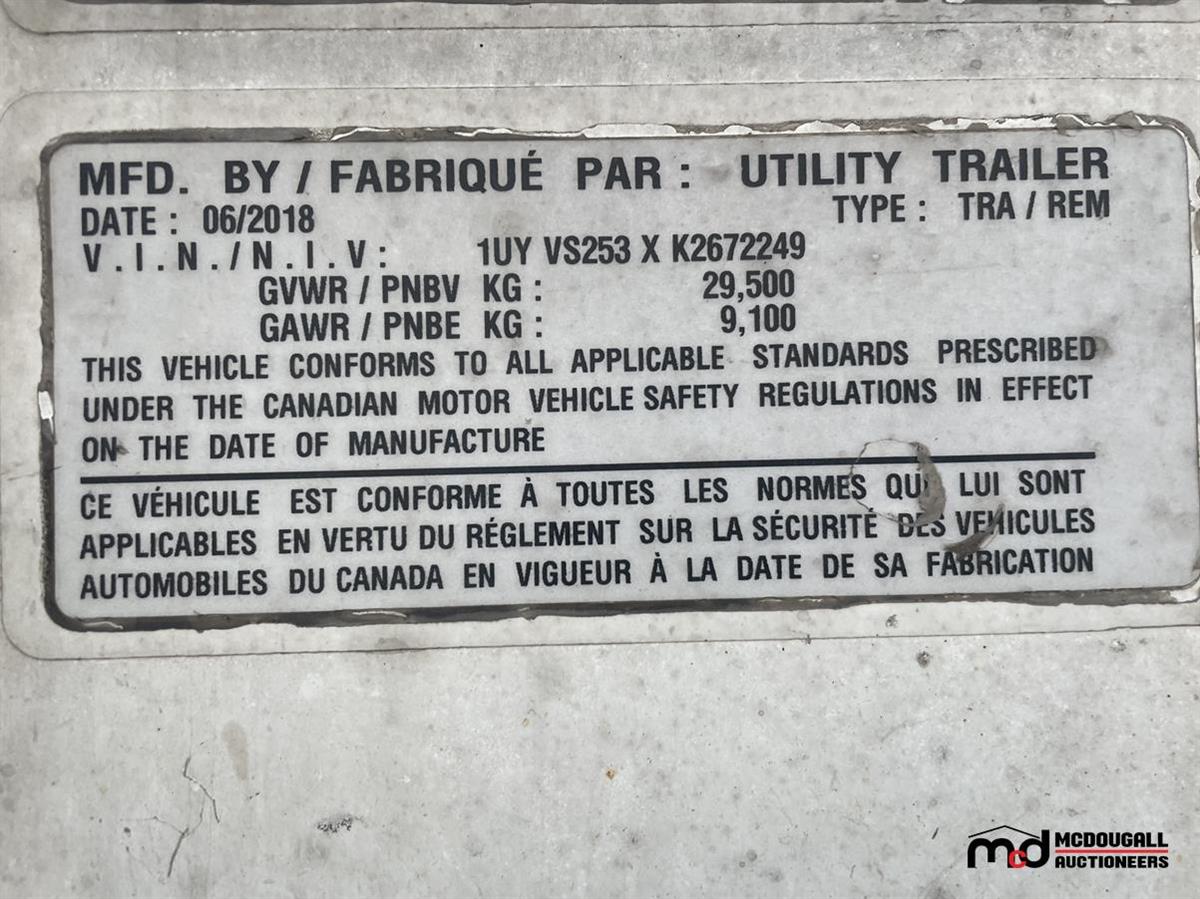 MFD. BY / FABRIQUÉ PAR : UTILITY TRAILER
DATE : 06/2018 TYPE : TRA / REM
V.I.N./N.I.V: 1UY VS253 X K2672249
GVWR / PNBV KG : 29,500
GAWR / PNBE KG : 9,100
THIS VEHICLE CONFORMS TO ALL APPLICABLE STANDARDS PRESCRIBED
UNDER THE CANADIAN MOTOR VEHICLE SAFETY REGULATIONS IN EFFECT
ON THE DATE OF MANUFACTURE
CE VÉHICULE EST CONFORME À TOUTES LES NORMES QUI LUI SONT
APPLICABLES EN VERTU DU RÉGLEMENT SUR LA SÉCURITÉ DES VEHICULES
AUTOMOBILES DU CANADA EN VIGUEUR À LA DATE DE SA FABRICATION
mcd MCDOUGALL
AUCTIONEERS